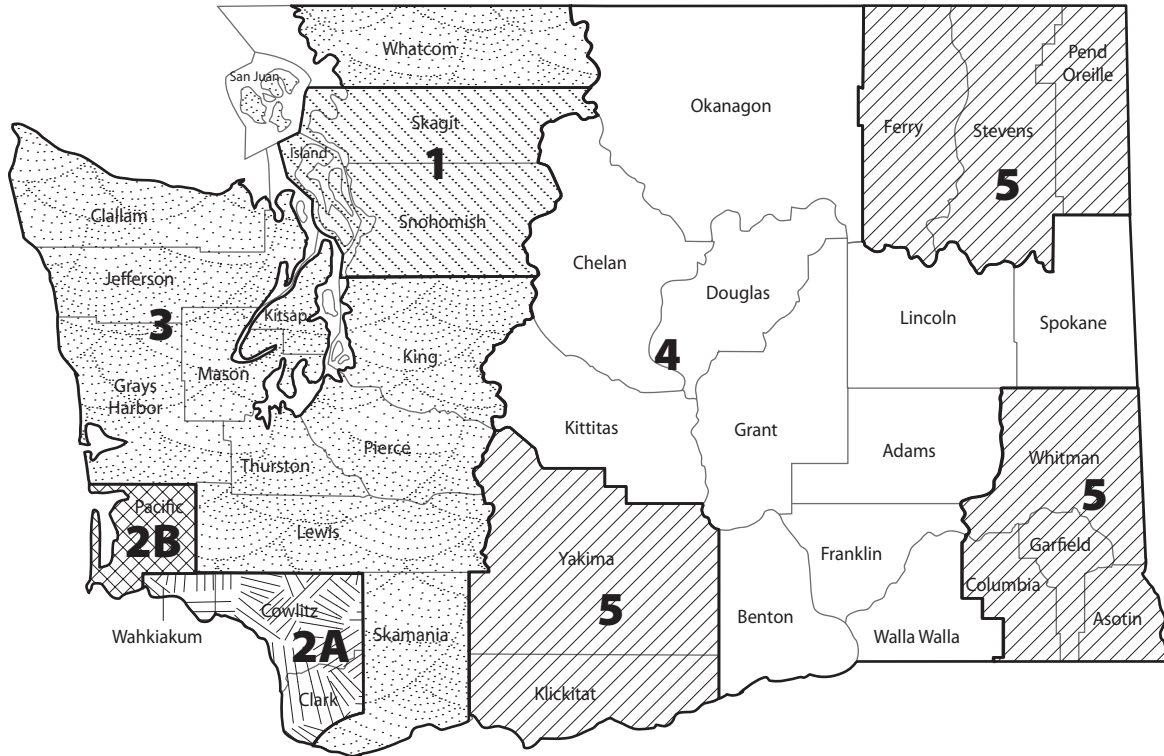 Whatcom
San Juan
Skagit
Island
1
Snohomish
Okanagon
Ferry
Stevens
Pend
Oreille
5
Clallam
Jefferson
3
Kitsap
Mason
Grays
Harbor
King
Pierce
Thurston
Lewis
Chelan
Douglas
4
Lincoln
Spokane
Kittitas
Grant
Adams
Whitman
5
Pacific
2B
Wahkiakum
Cowlitz
2A
Clark
Skamania
Yakima
5
Klickitat
Benton
Franklin
Walla Walla
Columbia
Garfield
Asotin